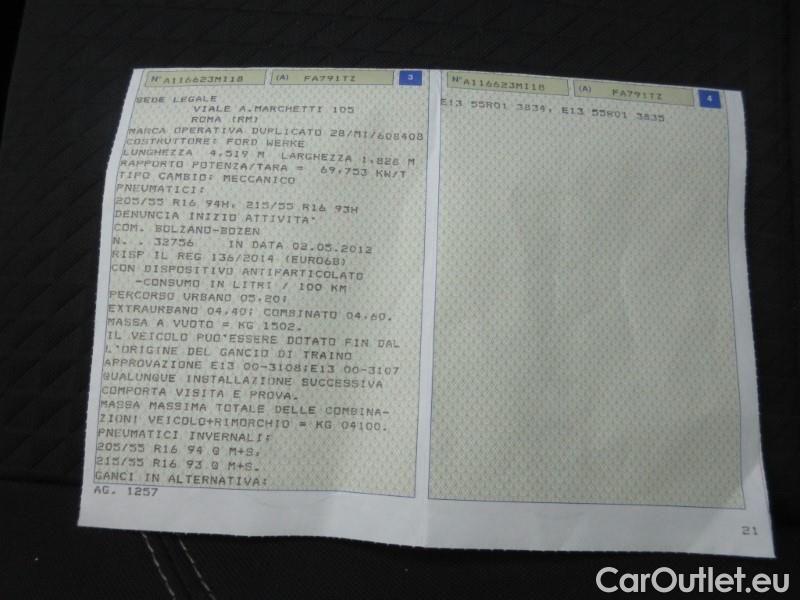 N° A116623MI18 (A) FA791TZ 3
SEDE LEGALE
VIALE A.MARCHETTI 105
ROMA (RM)
MARCA OPERATIVA DUPLICATO 28/MI/608408
COSTRUTTORE: FORD WERKE
LUNGHEZZA 4,519 M LARGHEZZA 1,828 M
RAPPORTO POTENZA/TARA = 69,753 KW/T
TIPO CAMBIO: MECCANICO
PNEUMATICI:
205/55 R16 94H, 215/55 R16 93H
DENUNCIA INIZIO ATTIVITA'
COM. BOLZANO-BOZEN
N. . 32756 IN DATA 02.05.2012
RISP IL REG 136/2014 (EURO6B)
CON DISPOSITIVO ANTIPARTICOLATO
-CONSUMO IN LITRI / 100 KM
PERCORSO URBANO 05,20;
EXTRAURBANO 04,40; COMBINATO 04,60.
MASSA A VUOTO = KG 1502.
IL VEICOLO PUO'ESSERE DOTATO FIN DAL
L'ORIGINE DEL GANCIO DI TRAINO
APPROVAZIONE E13 00-3108;E13 00-3107
QUALUNQUE INSTALLAZIONE SUCCESSIVA
COMPORTA VISITA E PROVA.
MASSA MASSIMA TOTALE DELLE COMBINA-
ZIONI VEICOLO+RIMORCHIO = KG 04100.
PNEUMATICI INVERNALI:
205/55 R16 94 Q M+S,
215/55 R16 93 Q M+S.
GANCI IN ALTERNATIVA:
AG. 1257
N° A116623MI18 (A) FA791TZ 4
E13 55R01 3834, E13 55R01 3835
21
CarOutlet.eu